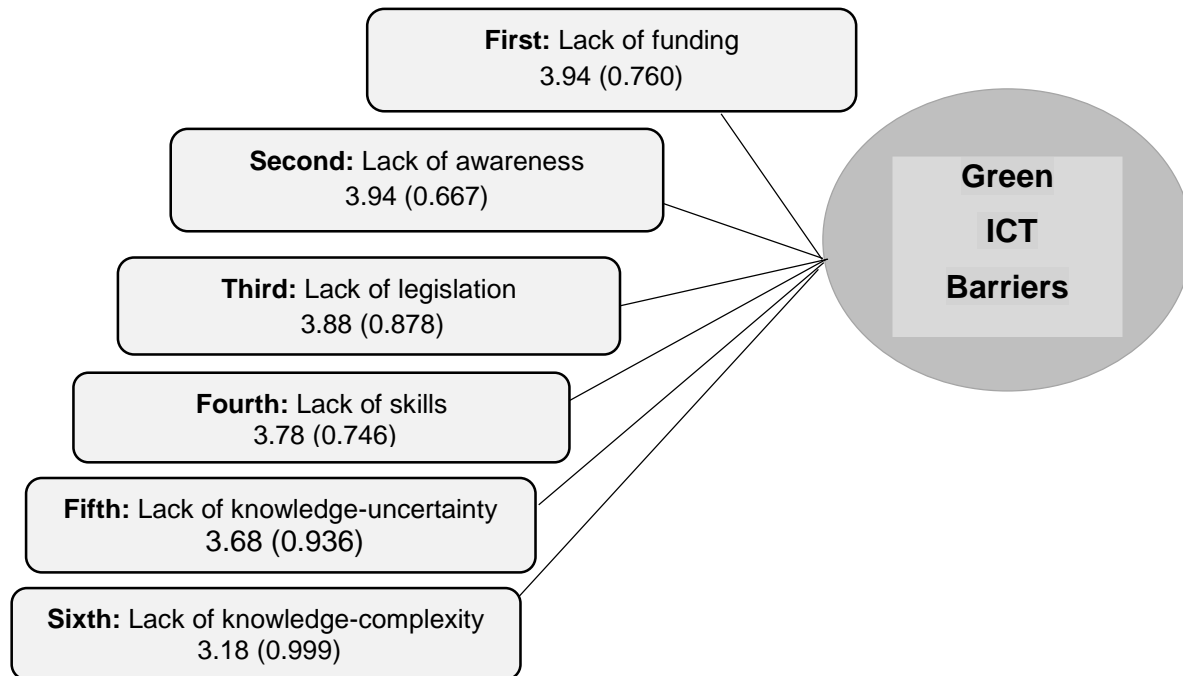 First: Lack of funding
3.94 (0.760)
Second: Lack of awareness
3.94 (0.667)
Third: Lack of legislation
3.88 (0.878)
Fourth: Lack of skills
3.78 (0.746)
Fifth: Lack of knowledge-uncertainty
3.68 (0.936)
Sixth: Lack of knowledge-complexity
3.18 (0.999)
Green
ICT
Barriers